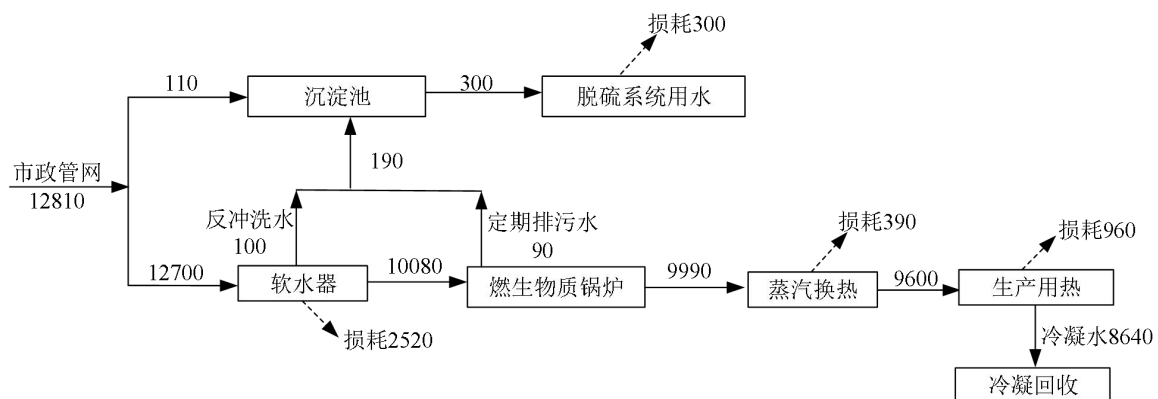 损耗300
110
沉淀池
300
脱硫系统用水
市政管网
12810
190
反冲洗水
100
定期排污水
90
损耗390
损耗960
12700
软水器
10080
燃生物质锅炉
9990
蒸汽换热
9600
生产用热
损耗2520
冷凝水8640
冷凝回收